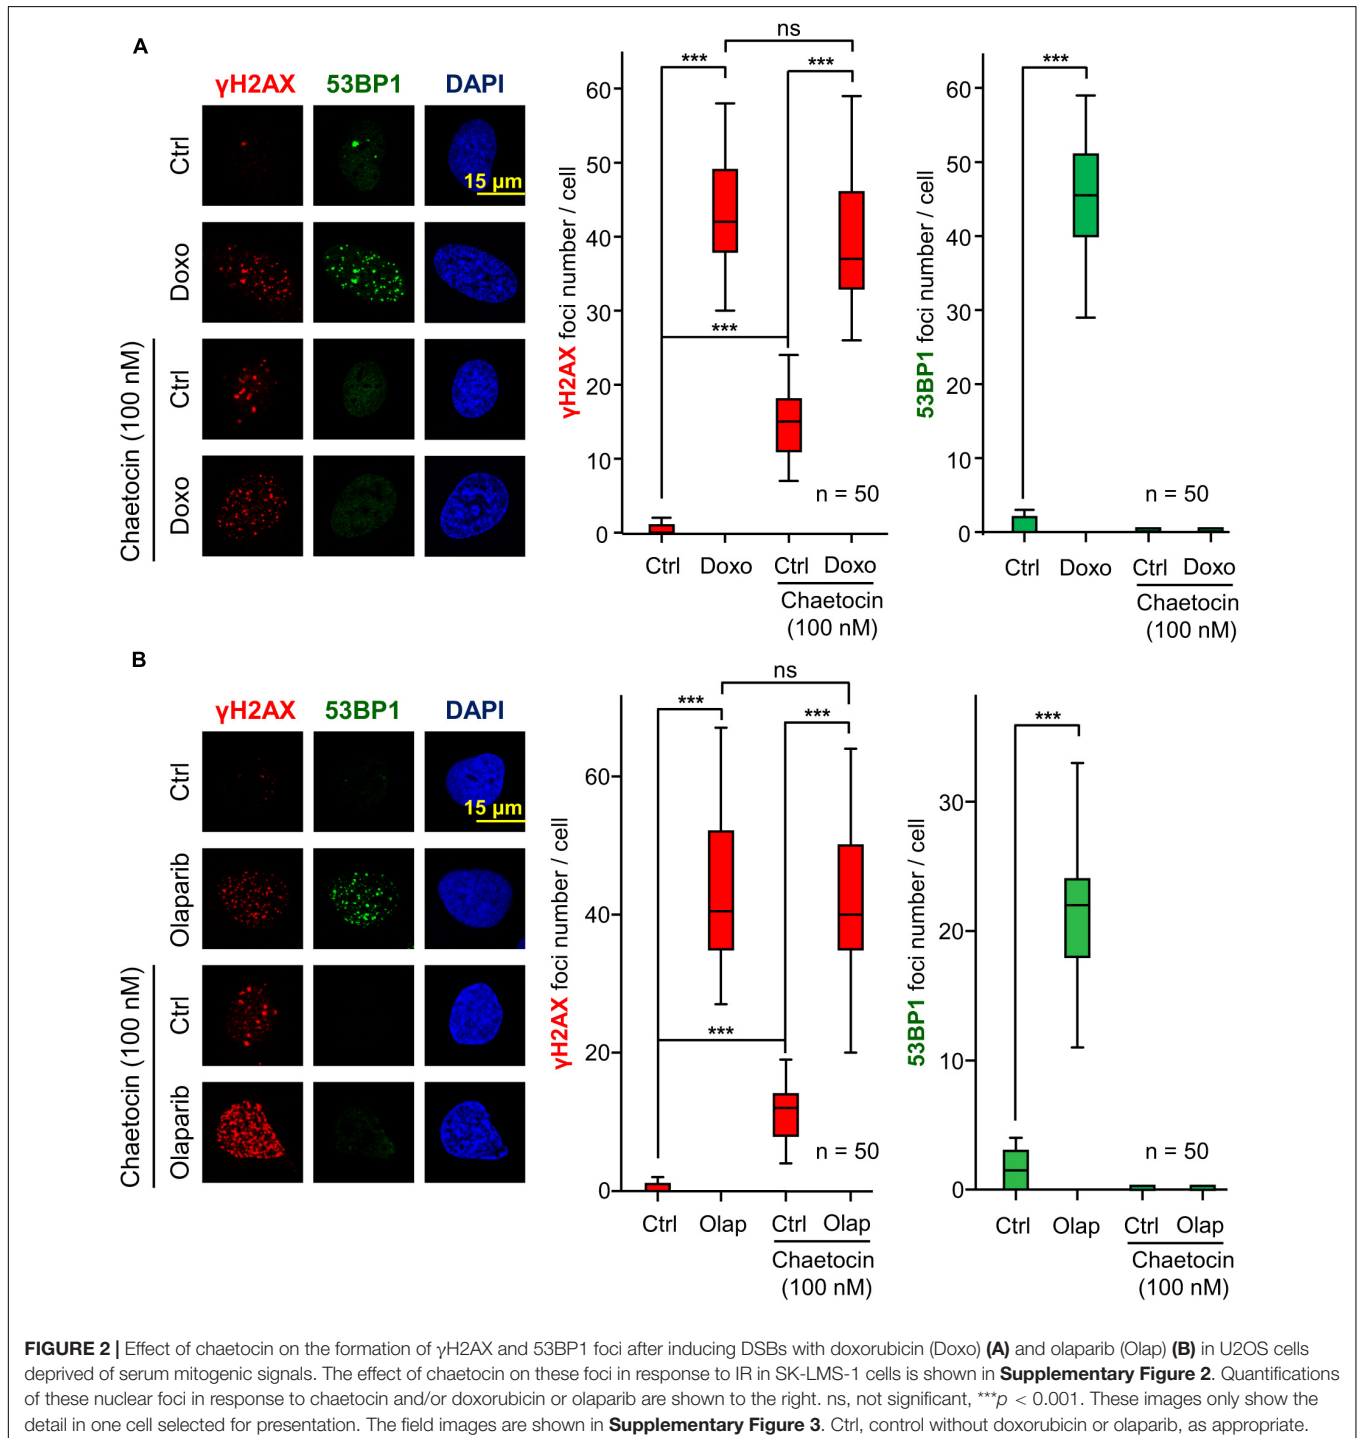 A
γH2AX 53BP1 DAPI
Ctrl
15 µm
Doxo
Chaetocin (100 nM)
Ctrl
Doxo
γH2AX foci number / cell
60
50
40
30
20
10
0
ns
*** ***
***
n = 50
Ctrl Doxo Ctrl Doxo
Chaetocin
(100 nM)
53BP1 foci number / cell
60
50
40
30
20
10
0
***
n = 50
Ctrl Doxo Ctrl Doxo
Chaetocin
(100 nM)
B
γH2AX 53BP1 DAPI
Ctrl
15 µm
Olaparib
Chaetocin (100 nM)
Ctrl
Olaparib
γH2AX foci number / cell
60
40
20
0
ns
*** ***
***
n = 50
Ctrl Olap Ctrl Olap
Chaetocin
(100 nM)
53BP1 foci number / cell
30
20
10
0
***
n = 50
Ctrl Olap Ctrl Olap
Chaetocin
(100 nM)
FIGURE 2 | Effect of chaetocin on the formation of γH2AX and 53BP1 foci after inducing DSBs with doxorubicin (Doxo) (A) and olaparib (Olap) (B) in U2OS cells
deprived of serum mitogenic signals. The effect of chaetocin on these foci in response to IR in SK-LMS-1 cells is shown in Supplementary Figure 2. Quantifications
of these nuclear foci in response to chaetocin and/or doxorubicin or olaparib are shown to the right. ns, not significant, ***p < 0.001. These images only show the
detail in one cell selected for presentation. The field images are shown in Supplementary Figure 3. Ctrl, control without doxorubicin or olaparib, as appropriate.